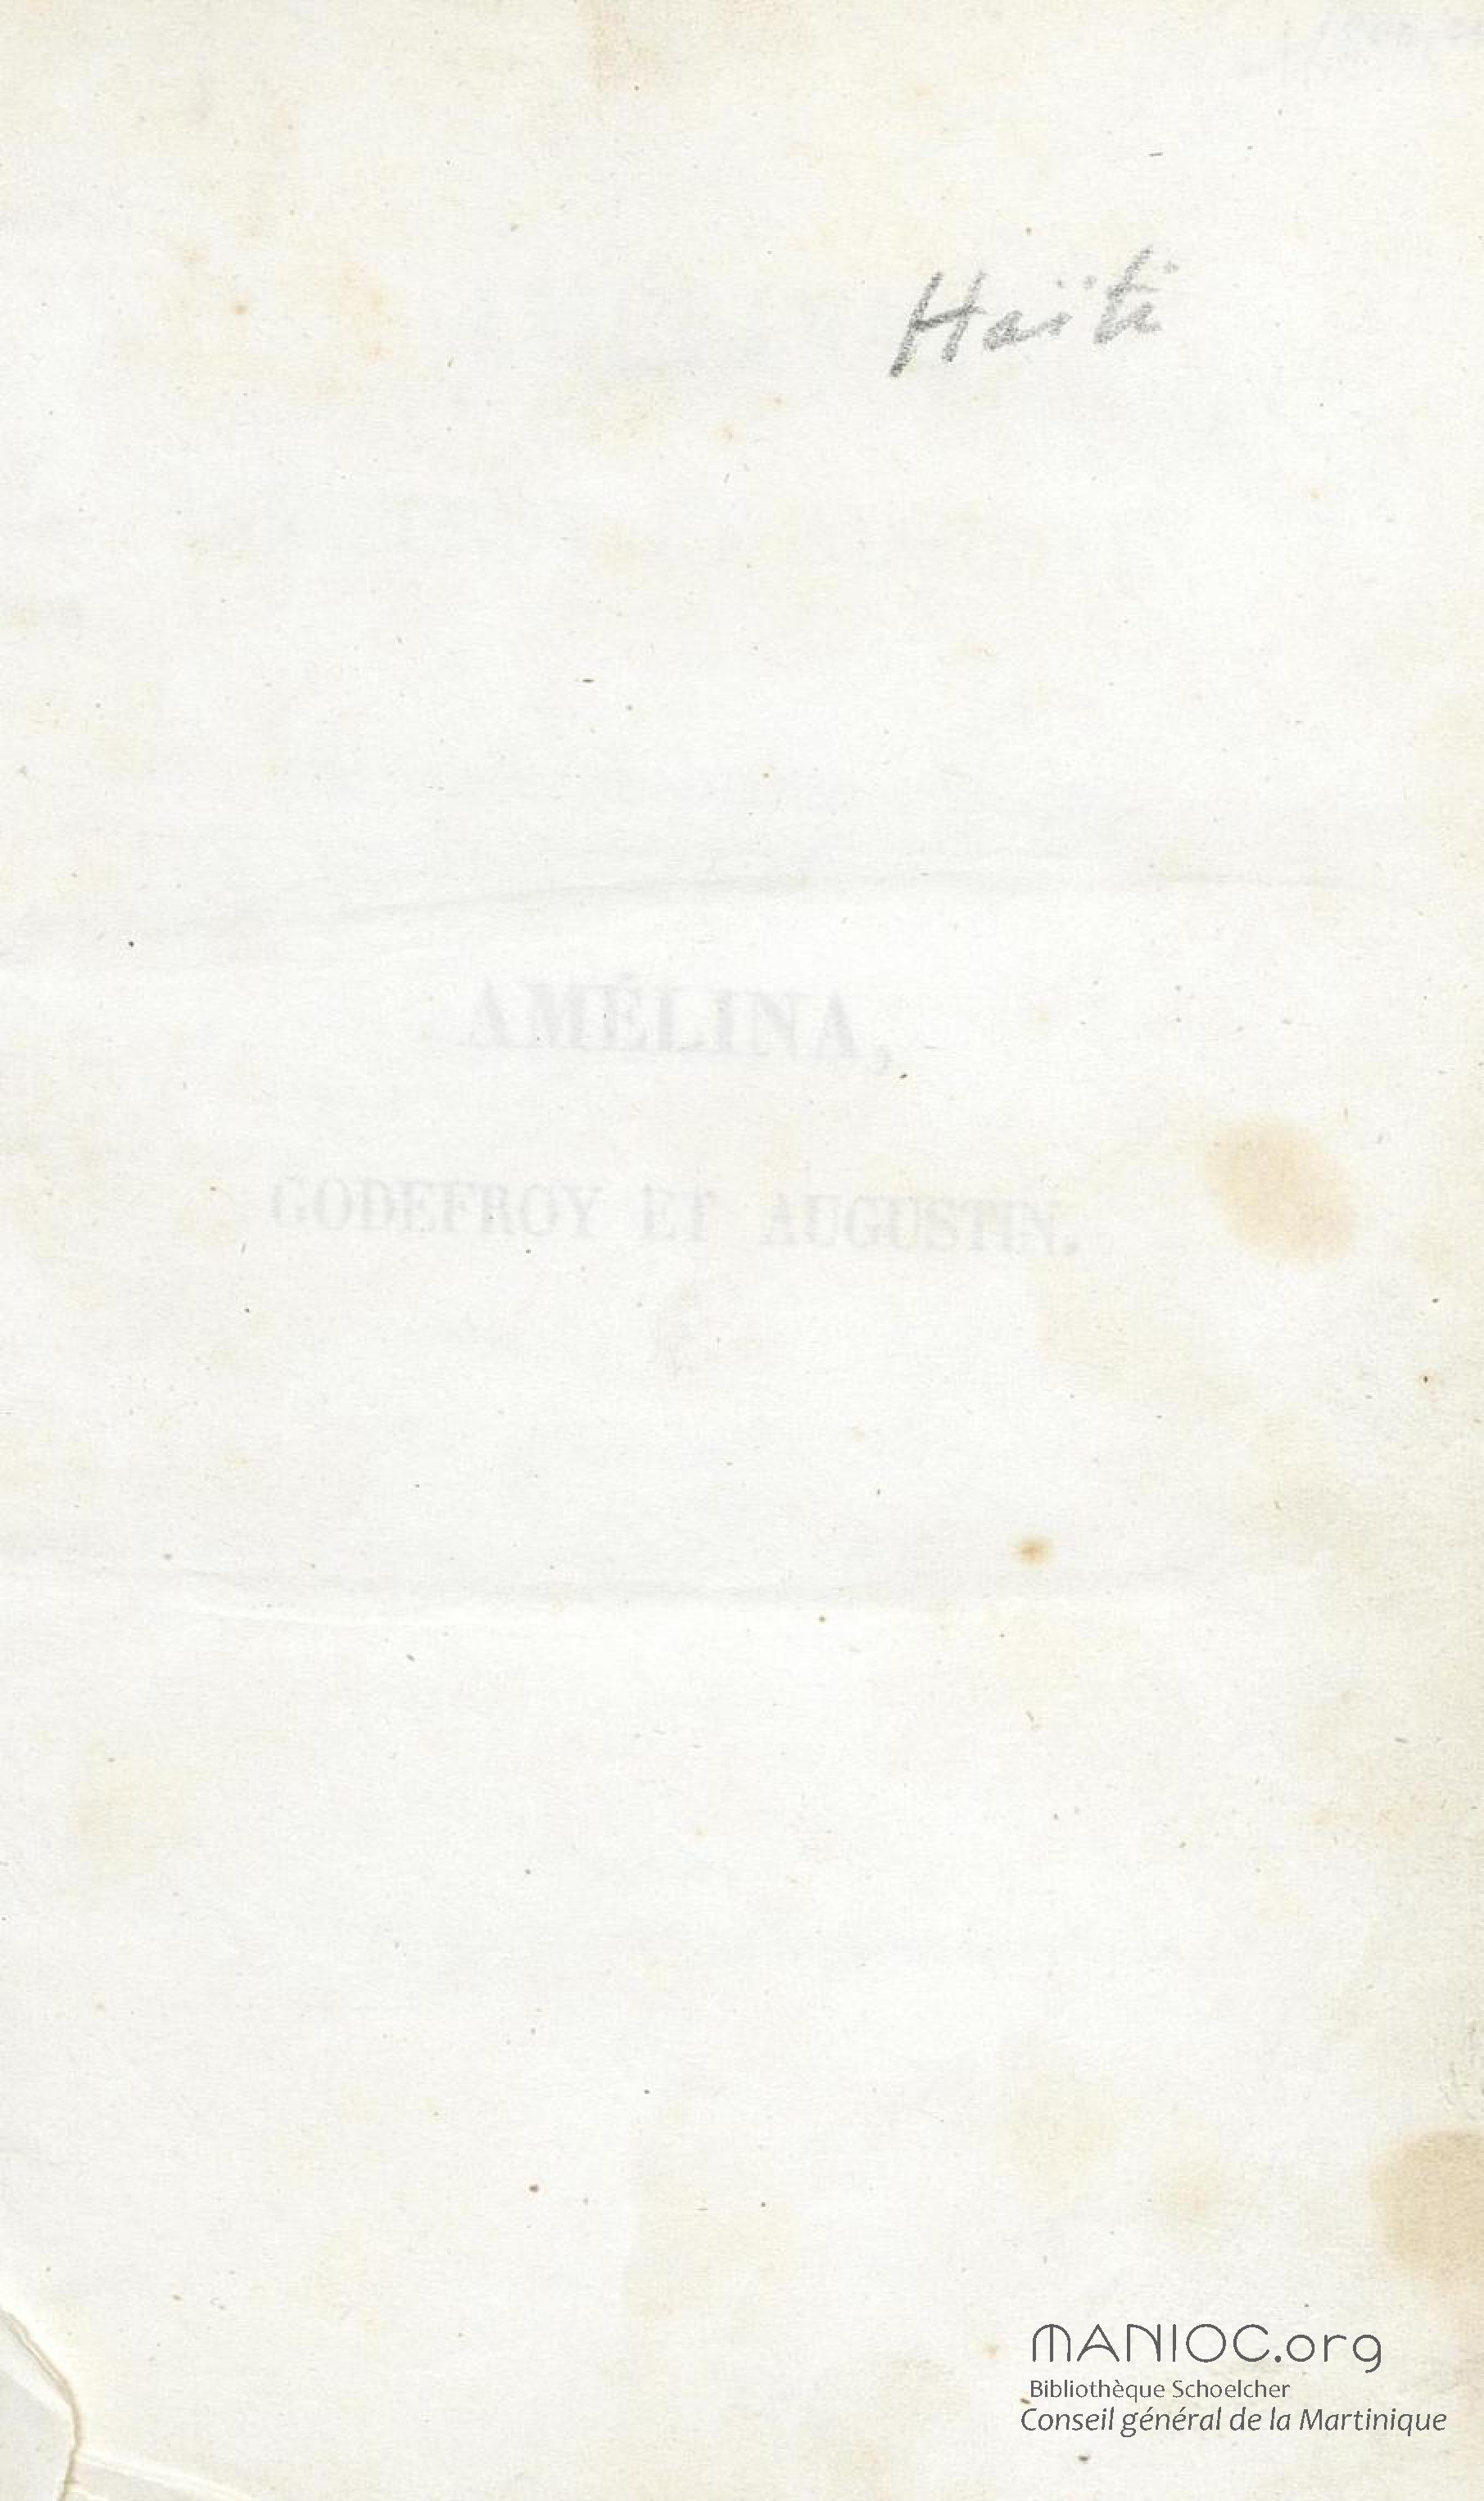 Haïti
AMÉLINA,
GODEFROY ET AUGUSTIN.
MANIOC.org
Bibliothèque Schoelcher
Conseil général de la Martinique